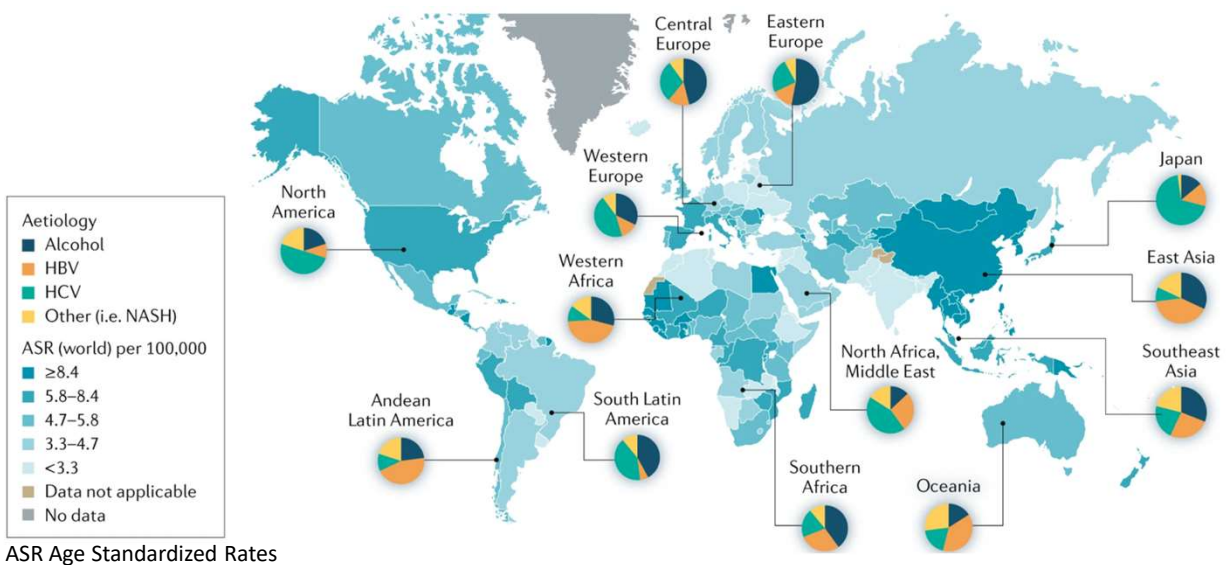 Central
Europe
Eastern
Europe
Western
Europe
Japan
North
America
Aetiology
Alcohol
HBV
HCV
Other (i.e. NASH)
ASR (world) per 100,000
≥8.4
5.8–8.4
4.7–5.8
3.3–4.7
<3.3
Data not applicable
No data
Western
Africa
East Asia
North Africa,
Middle East
Southeast
Asia
Andean
Latin America
South Latin
America
Southern
Africa
Oceania
ASR Age Standardized Rates